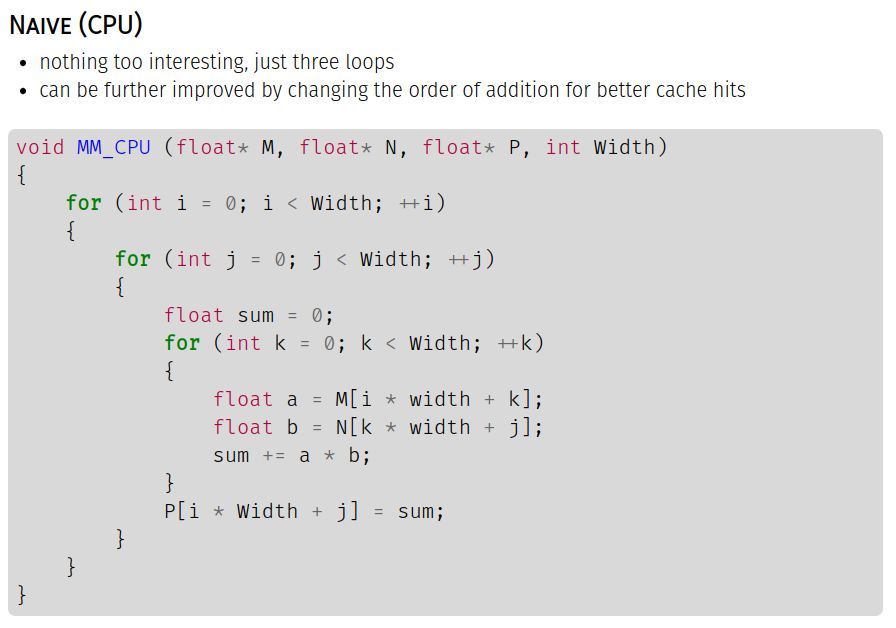 NAIVE (CPU)
• nothing too interesting, just three loops
• can be further improved by changing the order of addition for better cache hits
void MM_CPU (float* M, float* N, float* P, int Width)
{
    for (int i = 0; i < Width; ++i)
    {
        for (int j = 0; j < Width; ++j)
        {
            float sum = 0;
            for (int k = 0; k < Width; ++k)
            {
                float a = M[i * width + k];
                float b = N[k * width + j];
                sum += a * b;
            }
            P[i * Width + j] = sum;
        }
    }
}